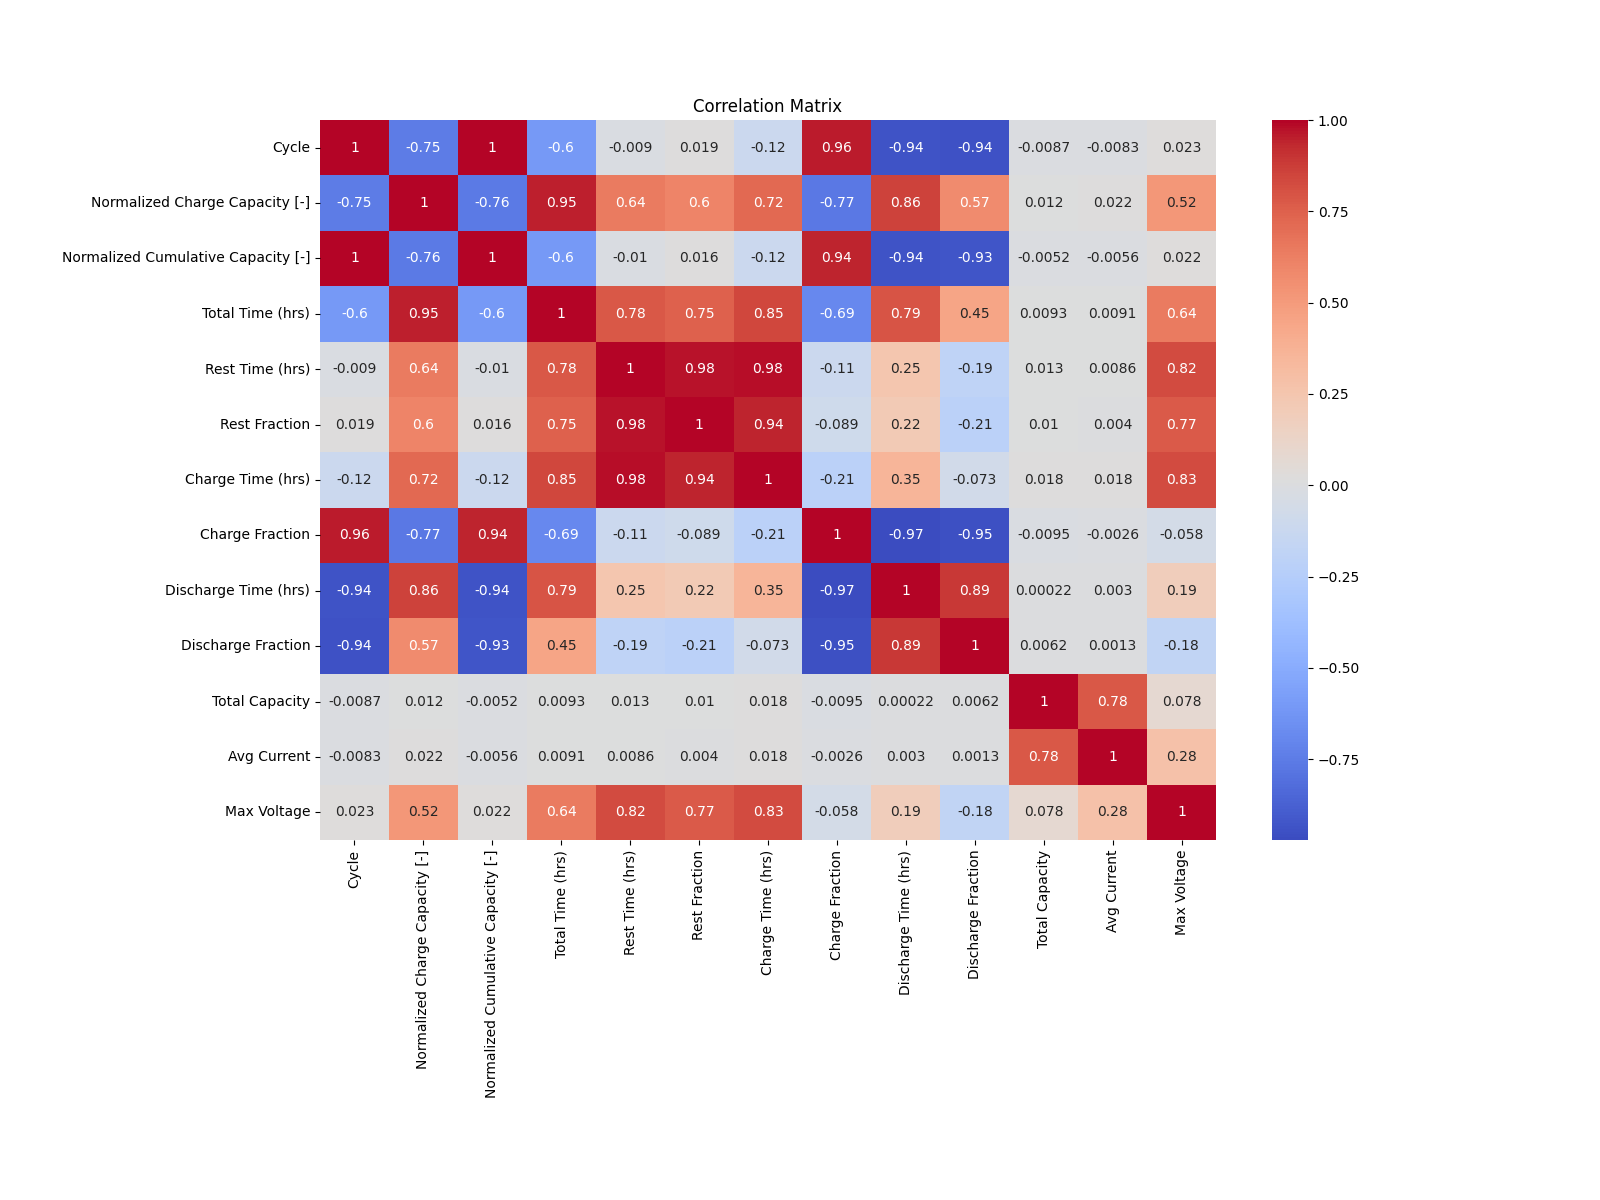 Correlation Matrix
Cycle 1 -0.75 1 -0.6 -0.009 0.019 -0.12 0.96 -0.94 -0.94 -0.0087 -0.0083 0.023
Normalized Charge Capacity [-] -0.75 1 -0.76 0.95 0.64 0.6 0.72 -0.77 0.86 0.57 0.012 0.022 0.52
Normalized Cumulative Capacity [-] 1 -0.76 1 -0.6 -0.01 0.016 -0.12 0.94 -0.94 -0.93 -0.0052 -0.0056 0.022
Total Time (hrs) -0.6 0.95 -0.6 1 0.78 0.75 0.85 -0.69 0.79 0.45 0.0093 0.0091 0.64
Rest Time (hrs) -0.009 0.64 -0.01 0.78 1 0.98 0.98 -0.11 0.25 -0.19 0.013 0.0086 0.82
Rest Fraction 0.019 0.6 0.016 0.75 0.98 1 0.94 -0.089 0.22 -0.21 0.01 0.004 0.77
Charge Time (hrs) -0.12 0.72 -0.12 0.85 0.98 0.94 1 -0.21 0.35 -0.073 0.018 0.018 0.83
Charge Fraction 0.96 -0.77 0.94 -0.69 -0.11 -0.089 -0.21 1 -0.97 -0.95 -0.0095 -0.0026 -0.058
Discharge Time (hrs) -0.94 0.86 -0.94 0.79 0.25 0.22 0.35 -0.97 1 0.89 0.00022 0.003 0.19
Discharge Fraction -0.94 0.57 -0.93 0.45 -0.19 -0.21 -0.073 -0.95 0.89 1 0.0062 0.0013 -0.18
Total Capacity -0.0087 0.012 -0.0052 0.0093 0.013 0.01 0.018 -0.0095 0.00022 0.0062 1 0.78 0.078
Avg Current -0.0083 0.022 -0.0056 0.0091 0.0086 0.004 0.018 -0.0026 0.003 0.0013 0.78 1 0.28
Max Voltage 0.023 0.52 0.022 0.64 0.82 0.77 0.83 -0.058 0.19 -0.18 0.078 0.28 1
Cycle
Normalized Charge Capacity [-]
Normalized Cumulative Capacity [-]
Total Time (hrs)
Rest Time (hrs)
Rest Fraction
Charge Time (hrs)
Charge Fraction
Discharge Time (hrs)
Discharge Fraction
Total Capacity
Avg Current
Max Voltage
1.00
0.75
0.50
0.25
0.00
−0.25
−0.50
−0.75